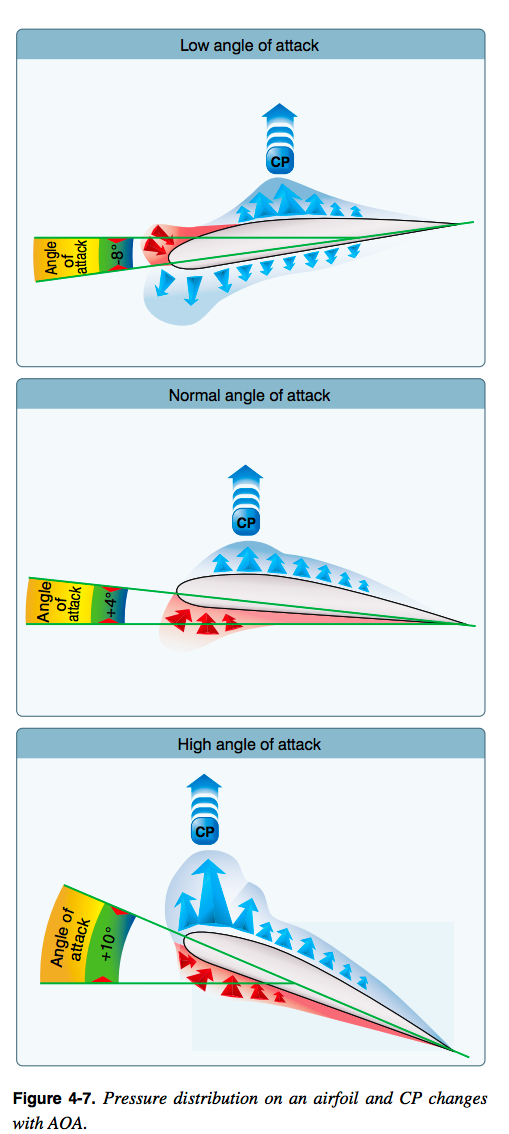 Low angle of attack
CP
Angle
of
attack
-8°
Normal angle of attack
CP
Angle
of
attack
+4°
High angle of attack
CP
Angle of
attack
+10°
Figure 4-7. Pressure distribution on an airfoil and CP changes
with AOA.